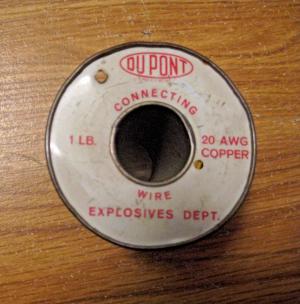 DU PONT
CONNECTING
1 LB.
20 AWG
COPPER
WIRE
EXPLOSIVES DEPT.